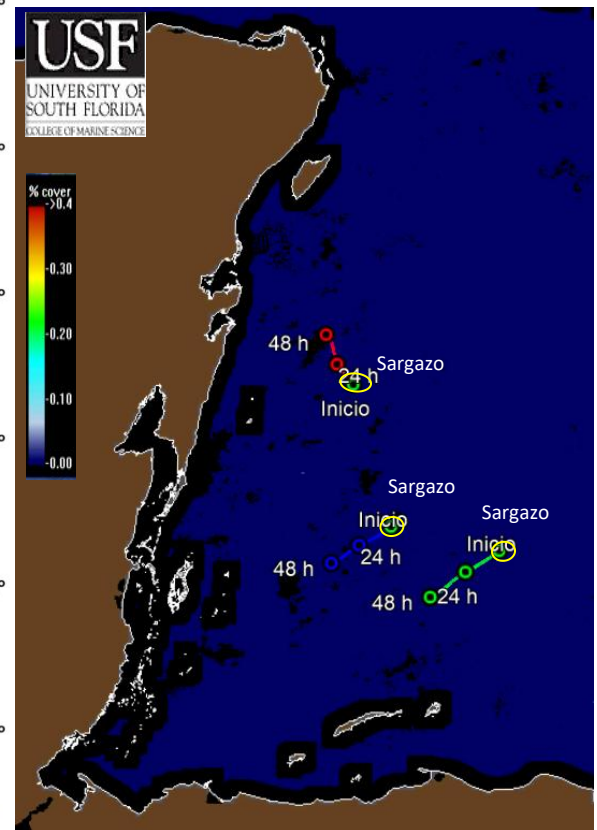 USF
UNIVERSITY OF
SOUTH FLORIDA
COLLEGE OF MARINE SCIENCE
% cover
->0.4
-0.30
-0.20
-0.10
-0.00
48 h
24 h
Sargazo
Inicio
Sargazo
Inicio
24 h
48 h
Sargazo
Inicio
24 h
48 h